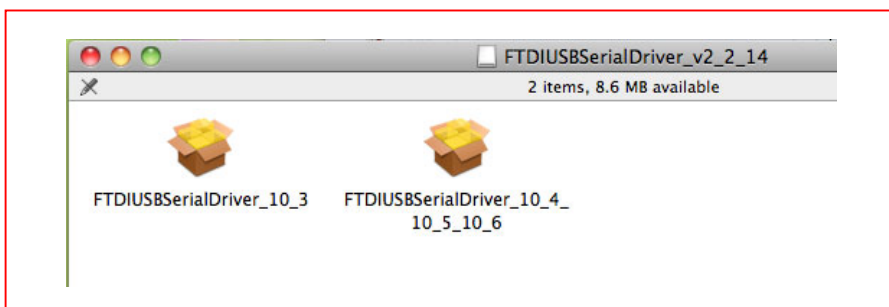 FTDIUSBSerialDriver_v2_2_14
2 items, 8.6 MB available
FTDIUSBSerialDriver_10_3
FTDIUSBSerialDriver_10_4_
10_5_10_6